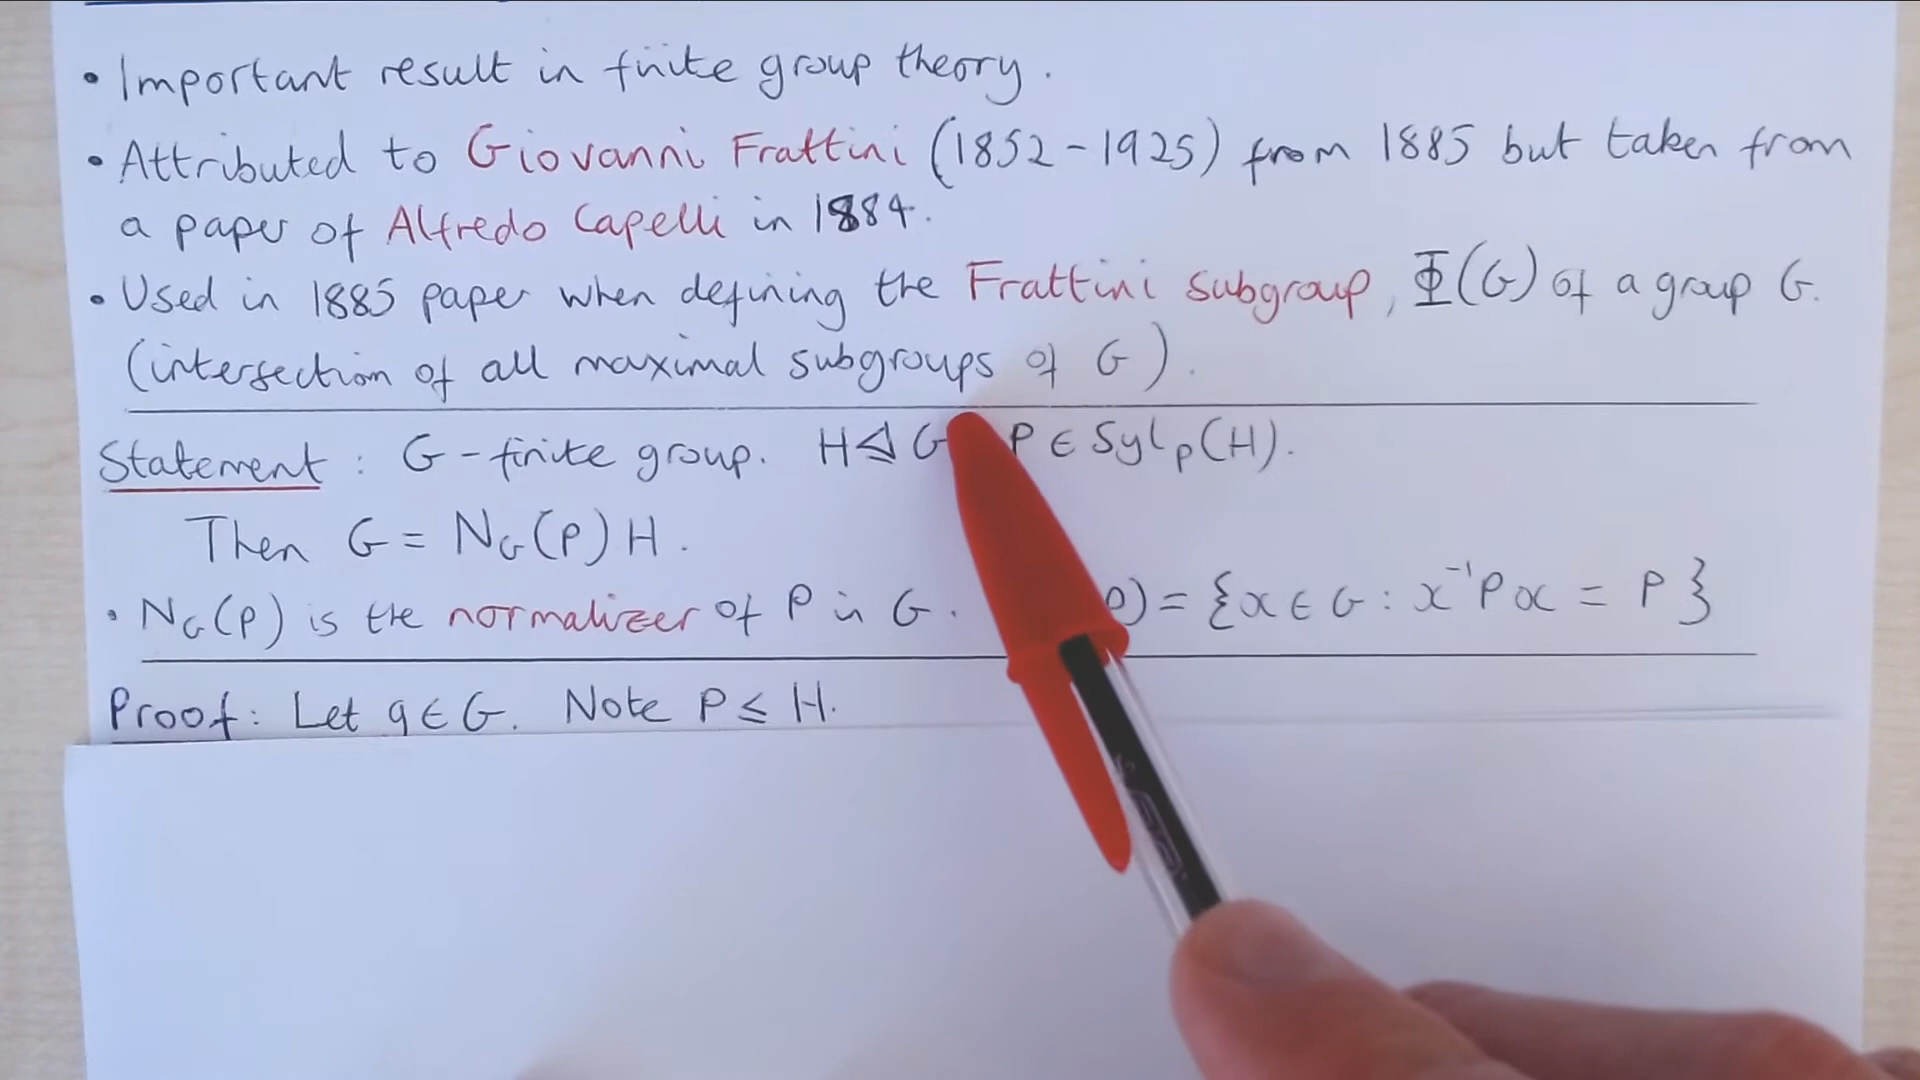 • Important result in finite group theory.
• Attributed to Giovanni Frattini (1852-1925) from 1885 but taken from
a paper of Alfredo Capelli in 1884.
• Used in 1885 paper when defining the Frattini subgroup, Φ(G) of a group G.
(intersection of all maximal subgroups of G).
Statement: G - finite group. H ⊴ G P ∈ Syl_p(H).
Then G = N_G(P)H.
• N_G(P) is the normalizer of P in G. P) = {x ∈ G : x⁻¹Px = P}
Proof: Let g ∈ G. Note P ≤ H.